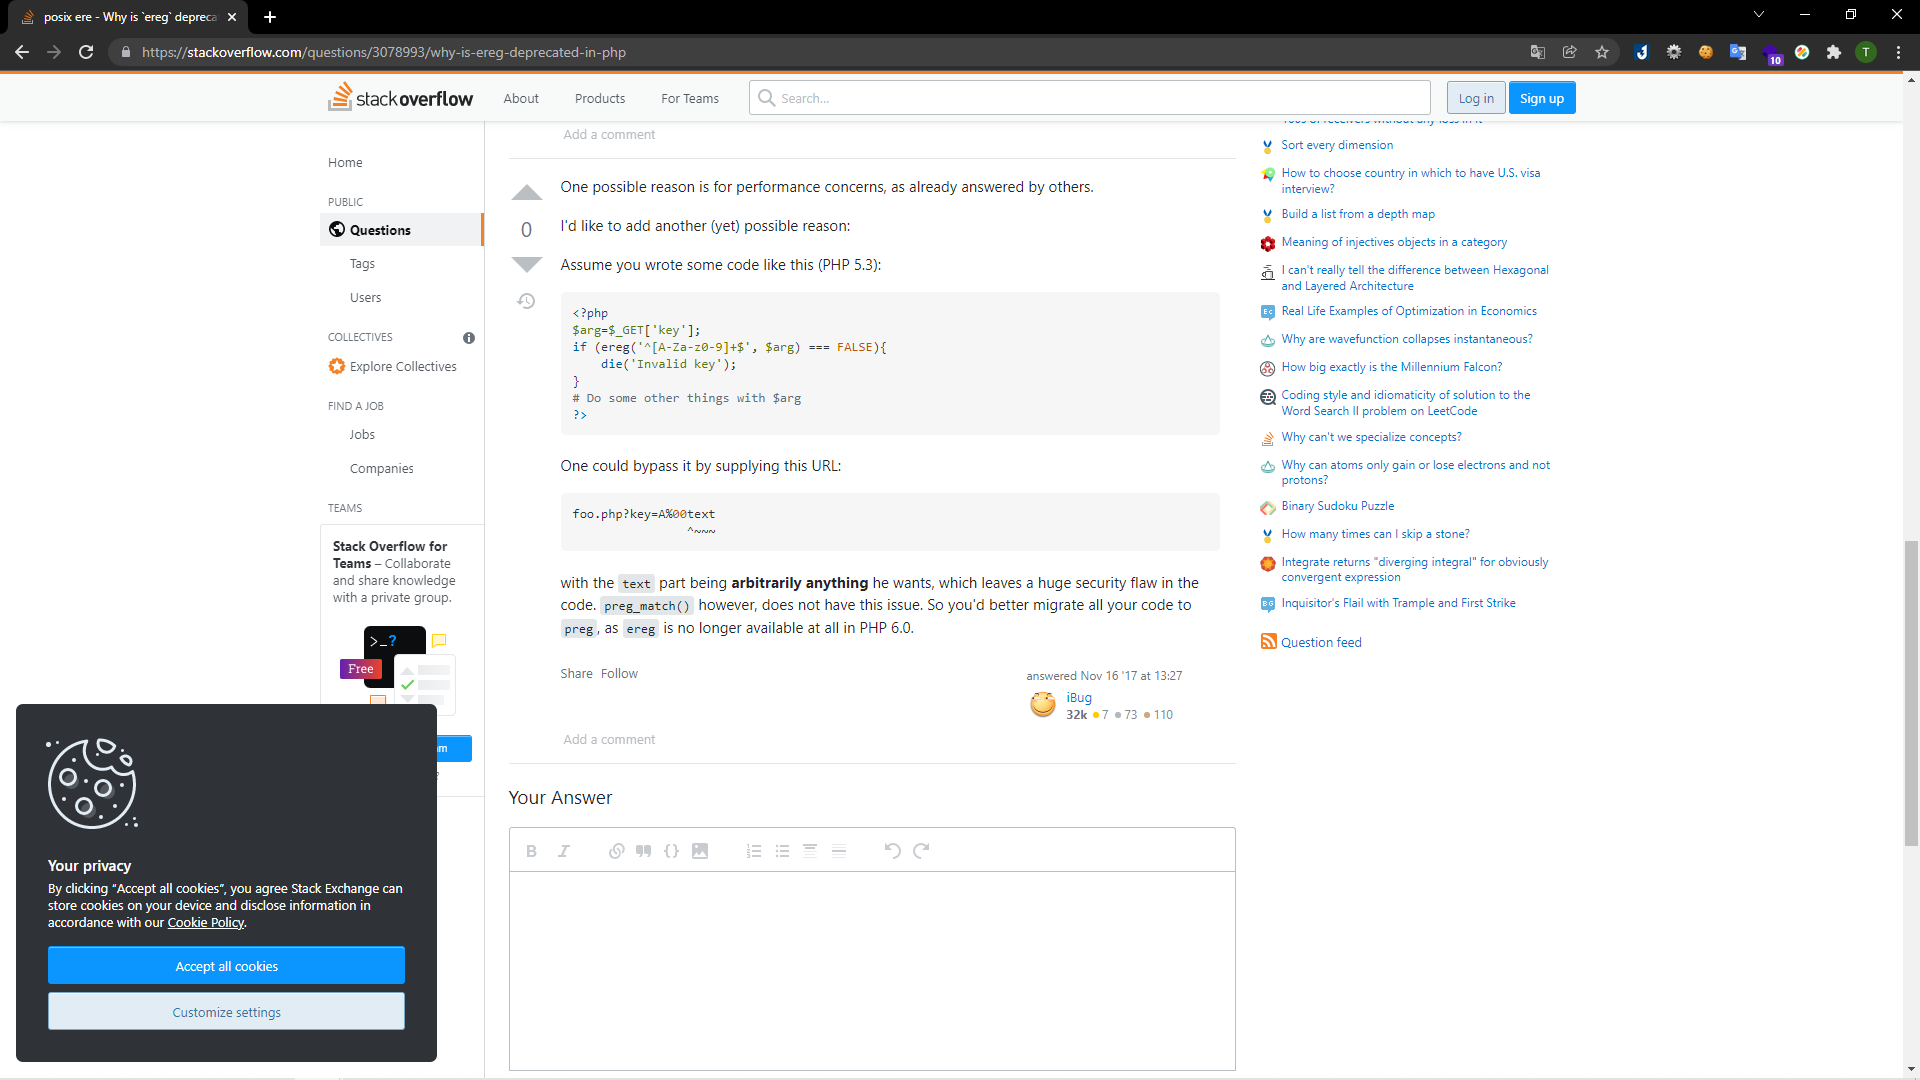 posix ere - Why is `ereg` depreca
https://stackoverflow.com/questions/3078993/why-is-ereg-deprecated-in-php
10
T
stackoverflow
About
Products
For Teams
Search...
Log in
Sign up
Home
PUBLIC
Questions
Tags
Users
COLLECTIVES
Explore Collectives
FIND A JOB
Jobs
Companies
TEAMS
Stack Overflow for
Teams – Collaborate
and share knowledge
with a private group.
>_?
Free
Add a comment
One possible reason is for performance concerns, as already answered by others.
0
I'd like to add another (yet) possible reason:
Assume you wrote some code like this (PHP 5.3):
<?php
$arg=$_GET['key'];
if (ereg('^[A-Za-z0-9]+$', $arg) === FALSE){
die('Invalid key');
}
# Do some other things with $arg
?>
One could bypass it by supplying this URL:
foo.php?key=A%00text
^~~~
with the text part being arbitrarily anything he wants, which leaves a huge security flaw in the
code. preg_match() however, does not have this issue. So you'd better migrate all your code to
preg, as ereg is no longer available at all in PHP 6.0.
Share Follow
answered Nov 16 '17 at 13:27
iBug
32k 7 73 110
Add a comment
Your Answer
B I
Sort every dimension
How to choose country in which to have U.S. visa
interview?
Build a list from a depth map
Meaning of injectives objects in a category
I can't really tell the difference between Hexagonal
and Layered Architecture
Real Life Examples of Optimization in Economics
Why are wavefunction collapses instantaneous?
How big exactly is the Millennium Falcon?
Coding style and idiomaticity of solution to the
Word Search II problem on LeetCode
Why can't we specialize concepts?
Why can atoms only gain or lose electrons and not
protons?
Binary Sudoku Puzzle
How many times can I skip a stone?
Integrate returns "diverging integral" for obviously
convergent expression
Inquisitor's Flail with Trample and First Strike
Question feed
Your privacy
By clicking “Accept all cookies”, you agree Stack Exchange can
store cookies on your device and disclose information in
accordance with our Cookie Policy.
Accept all cookies
Customize settings